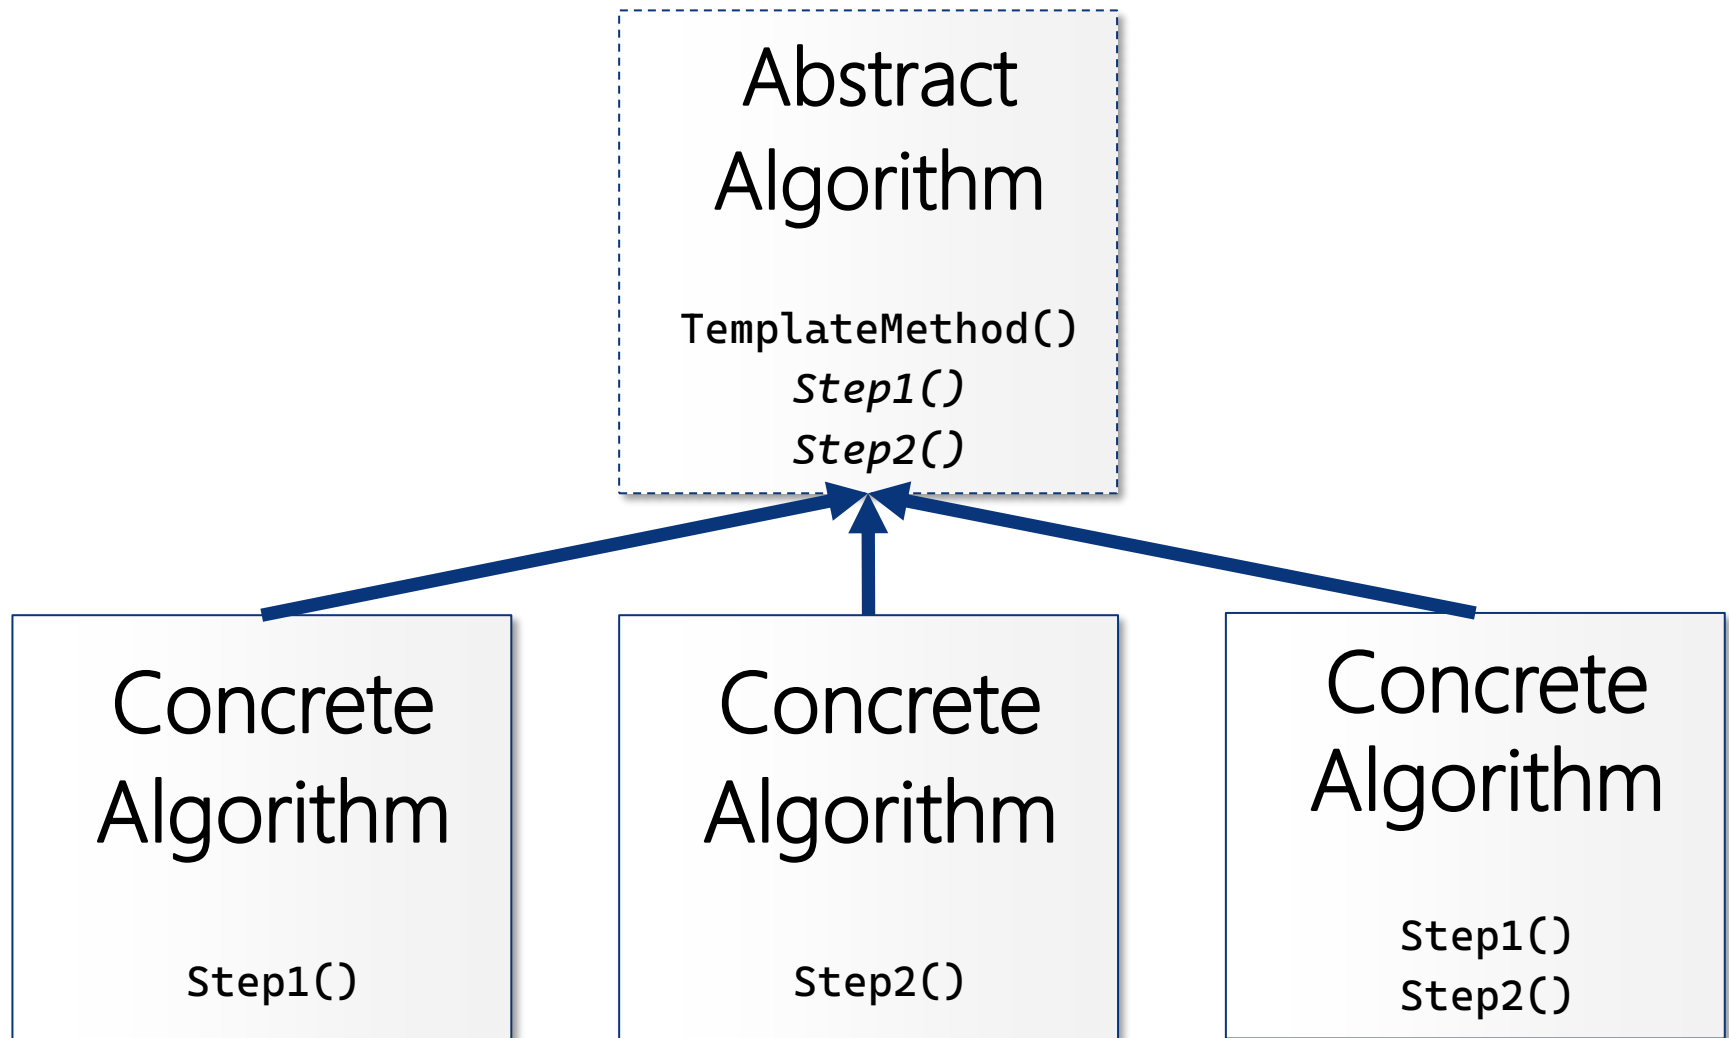 Abstract
Algorithm
TemplateMethod()
Step1()
Step2()
Concrete
Algorithm
Step1()
Concrete
Algorithm
Step2()
Concrete
Algorithm
Step1()
Step2()